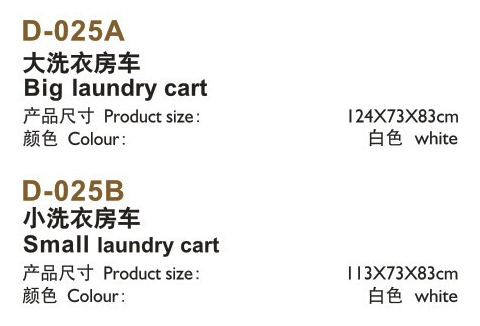 D-025A
大洗衣房车
Big laundry cart
产品尺寸 Product size: 124X73X83cm
颜色 Colour: 白色 white
D-025B
小洗衣房车
Small laundry cart
产品尺寸 Product size: 113X73X83cm
颜色 Colour: 白色 white